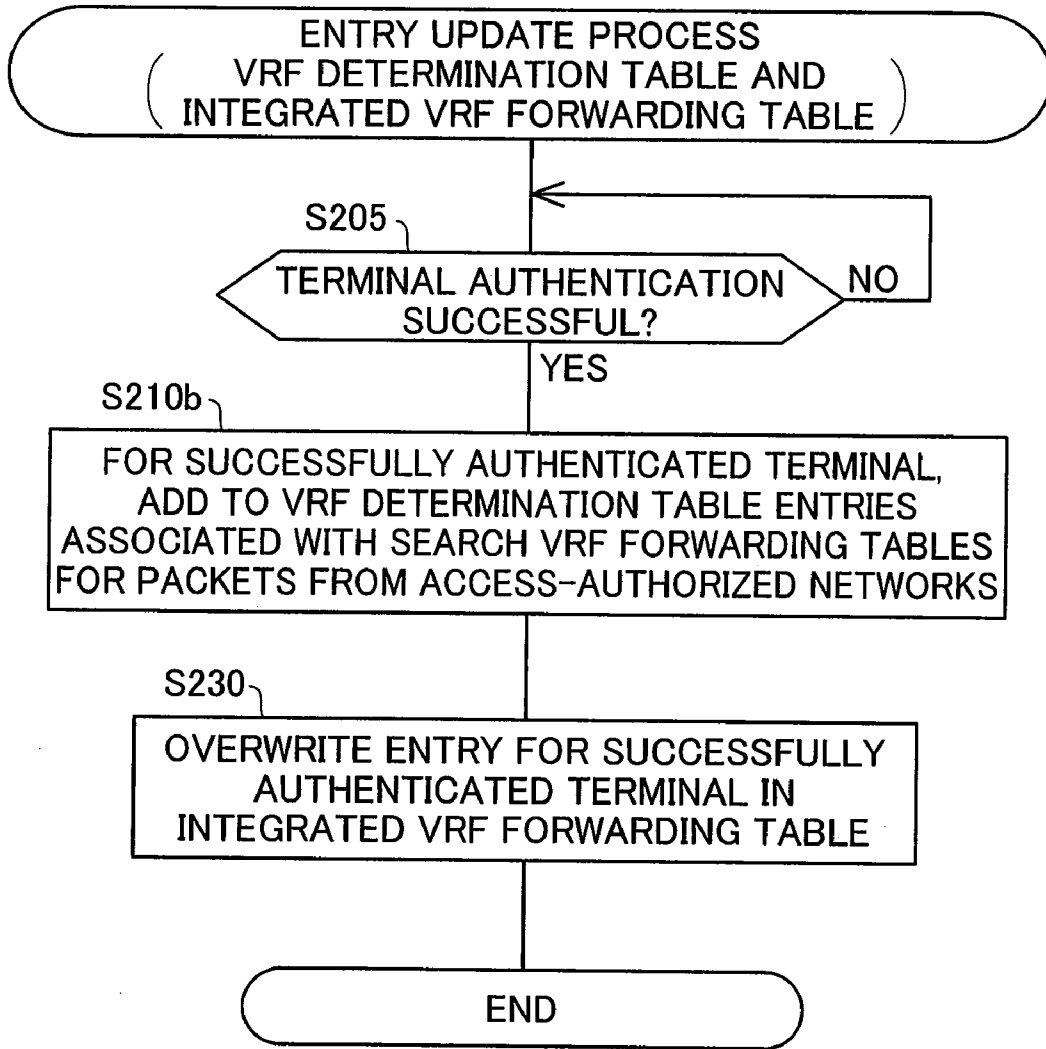 ENTRY UPDATE PROCESS
( VRF DETERMINATION TABLE AND
INTEGRATED VRF FORWARDING TABLE )
S205
TERMINAL AUTHENTICATION
SUCCESSFUL?
NO
YES
S210b
FOR SUCCESSFULLY AUTHENTICATED TERMINAL,
ADD TO VRF DETERMINATION TABLE ENTRIES
ASSOCIATED WITH SEARCH VRF FORWARDING TABLES
FOR PACKETS FROM ACCESS-AUTHORIZED NETWORKS
S230
OVERWRITE ENTRY FOR SUCCESSFULLY
AUTHENTICATED TERMINAL IN
INTEGRATED VRF FORWARDING TABLE
END